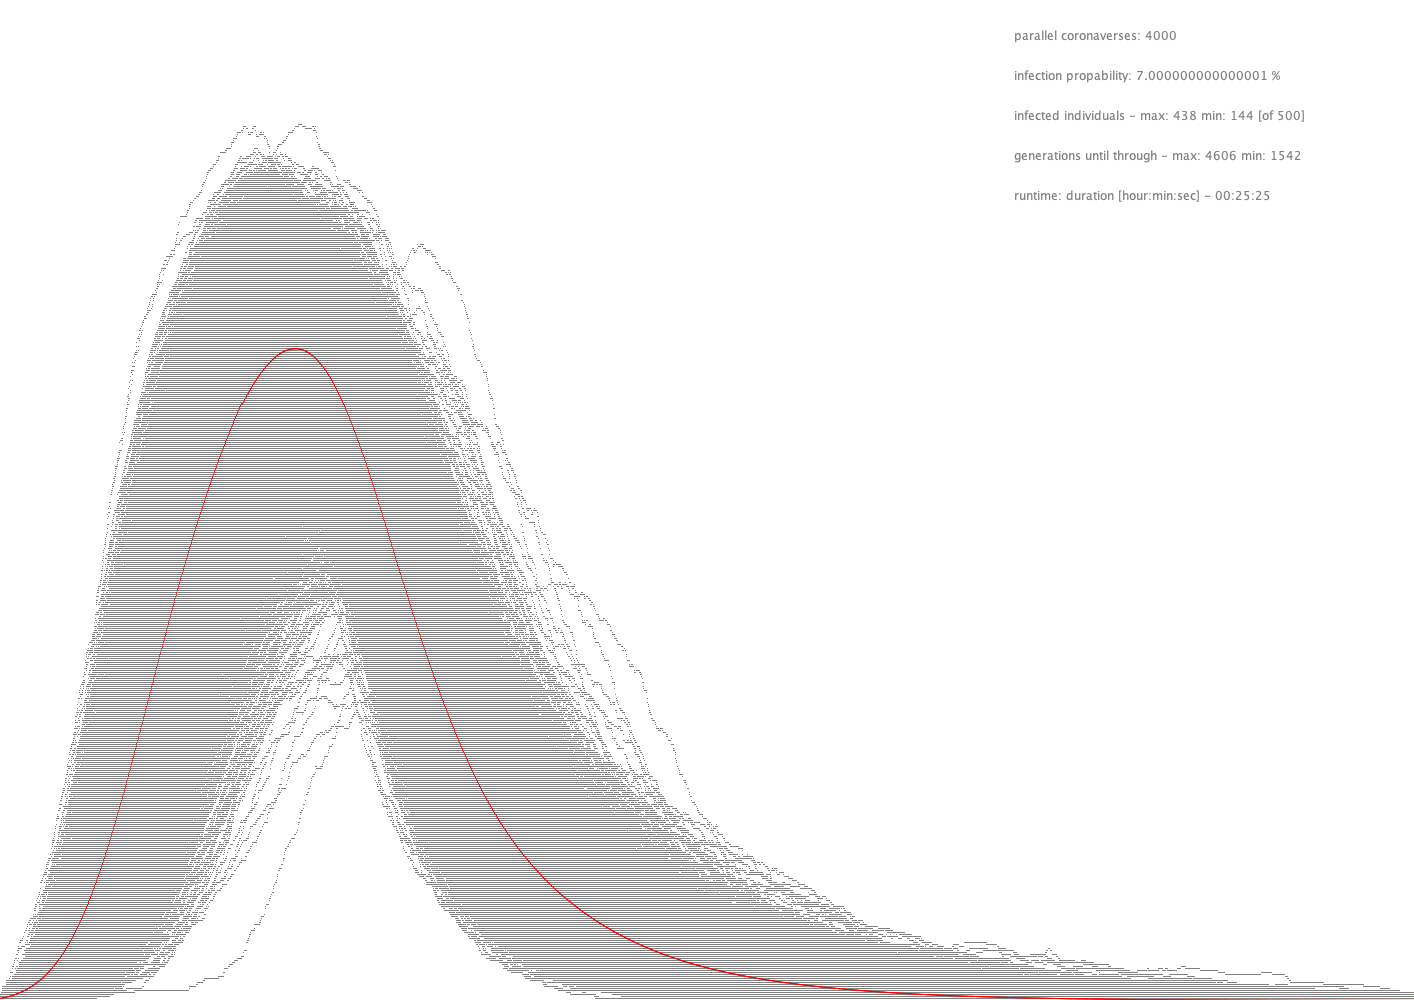 parallel coronaverses: 4000
infection propability: 7.000000000000001 %
infected individuals - max: 438 min: 144 [of 500]
generations until through - max: 4606 min: 1542
runtime: duration [hour:min:sec] - 00:25:25